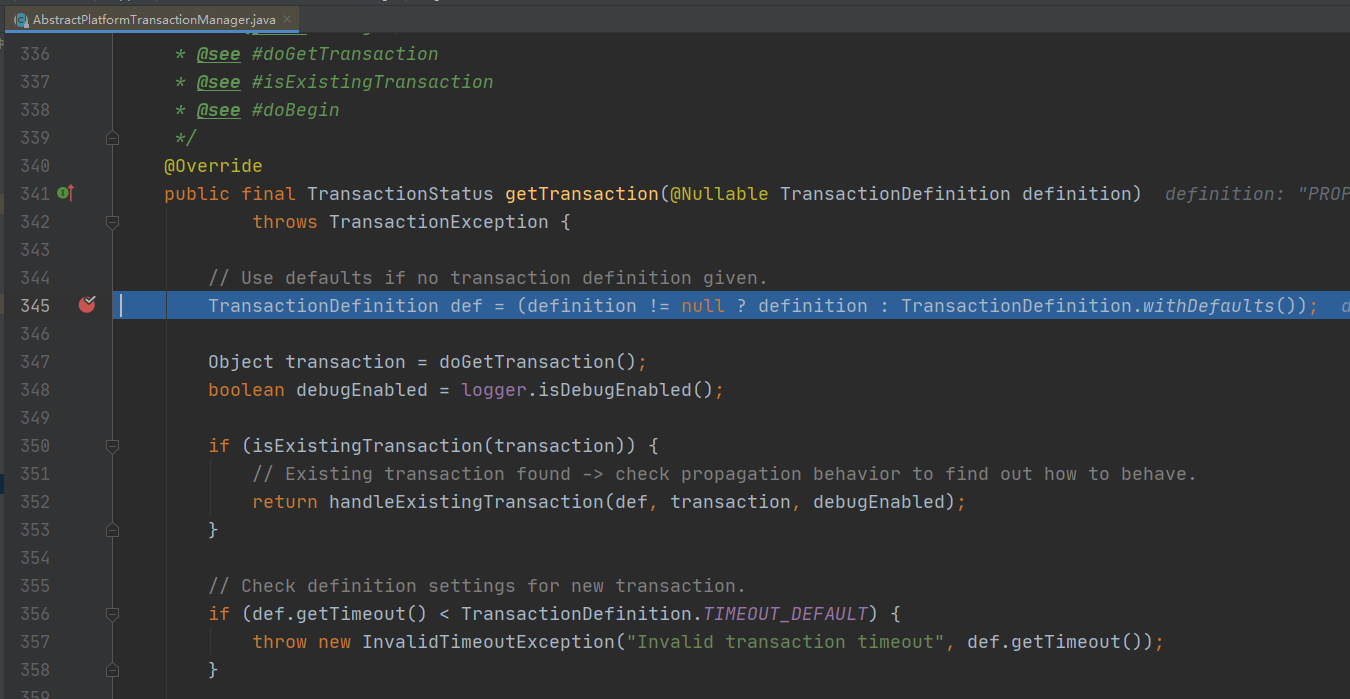 AbstractPlatformTransactionManager.java
336 * @see #doGetTransaction
337 * @see #isExistingTransaction
338 * @see #doBegin
339 */
340 @Override
341 public final TransactionStatus getTransaction(@Nullable TransactionDefinition definition) definition: "PROP
342 throws TransactionException {
343
344 // Use defaults if no transaction definition given.
345 TransactionDefinition def = (definition != null ? definition : TransactionDefinition.withDefaults());
346
347 Object transaction = doGetTransaction();
348 boolean debugEnabled = logger.isDebugEnabled();
349
350 if (isExistingTransaction(transaction)) {
351 // Existing transaction found -> check propagation behavior to find out how to behave.
352 return handleExistingTransaction(def, transaction, debugEnabled);
353 }
354
355 // Check definition settings for new transaction.
356 if (def.getTimeout() < TransactionDefinition.TIMEOUT_DEFAULT) {
357 throw new InvalidTimeoutException("Invalid transaction timeout", def.getTimeout());
358 }
359